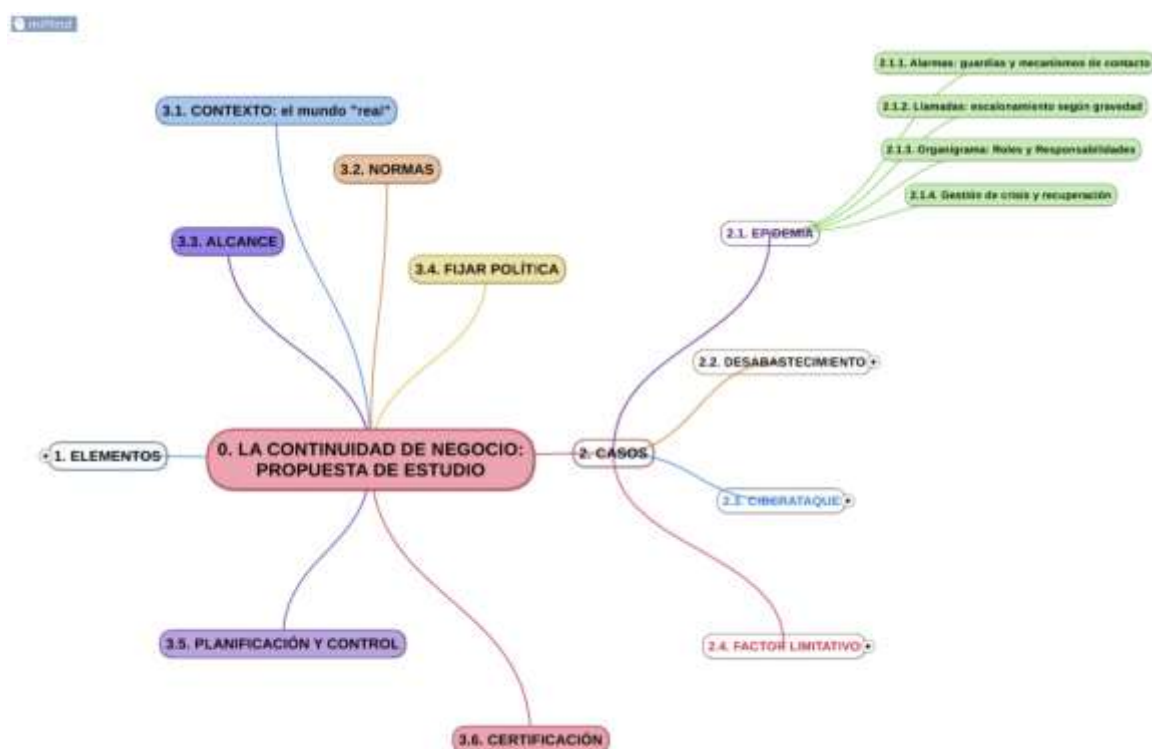 miMind
3.1. CONTEXTO: el mundo "real"
3.2. NORMAS
3.3. ALCANCE
3.4. FIJAR POLÍTICA
1. ELEMENTOS
0. LA CONTINUIDAD DE NEGOCIO:
PROPUESTA DE ESTUDIO
3.5. PLANIFICACIÓN Y CONTROL
3.6. CERTIFICACIÓN
2. CASOS
2.1. EPIDEMIA
2.1.1. Alarmas: guardias y mecanismos de contacto
2.1.2. Llamadas: escalonamiento según gravedad
2.1.3. Organigrama: Roles y Responsabilidades
2.1.4. Gestión de crisis y recuperación
2.2. DESABASTECIMIENTO
2.3. CIBERATAQUE
2.4. FACTOR LIMITATIVO